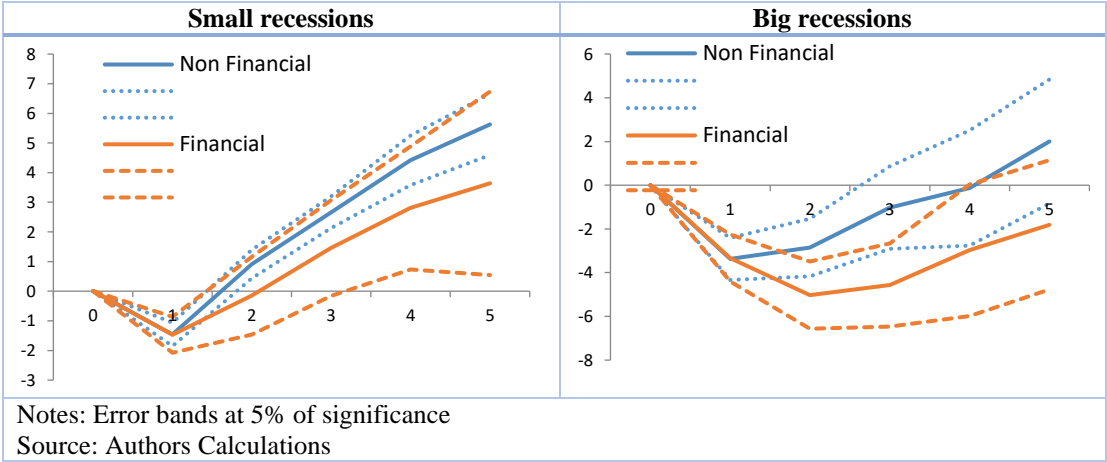 Small recessions
Big recessions
8
7
6
5
4
3
2
1
0
-1
-2
-3
0 1 2 3 4 5
Non Financial
Financial
6
4
2
0
-2
-4
-6
-8
0 1 2 3 4 5
Non Financial
Financial
Notes: Error bands at 5% of significance
Source: Authors Calculations